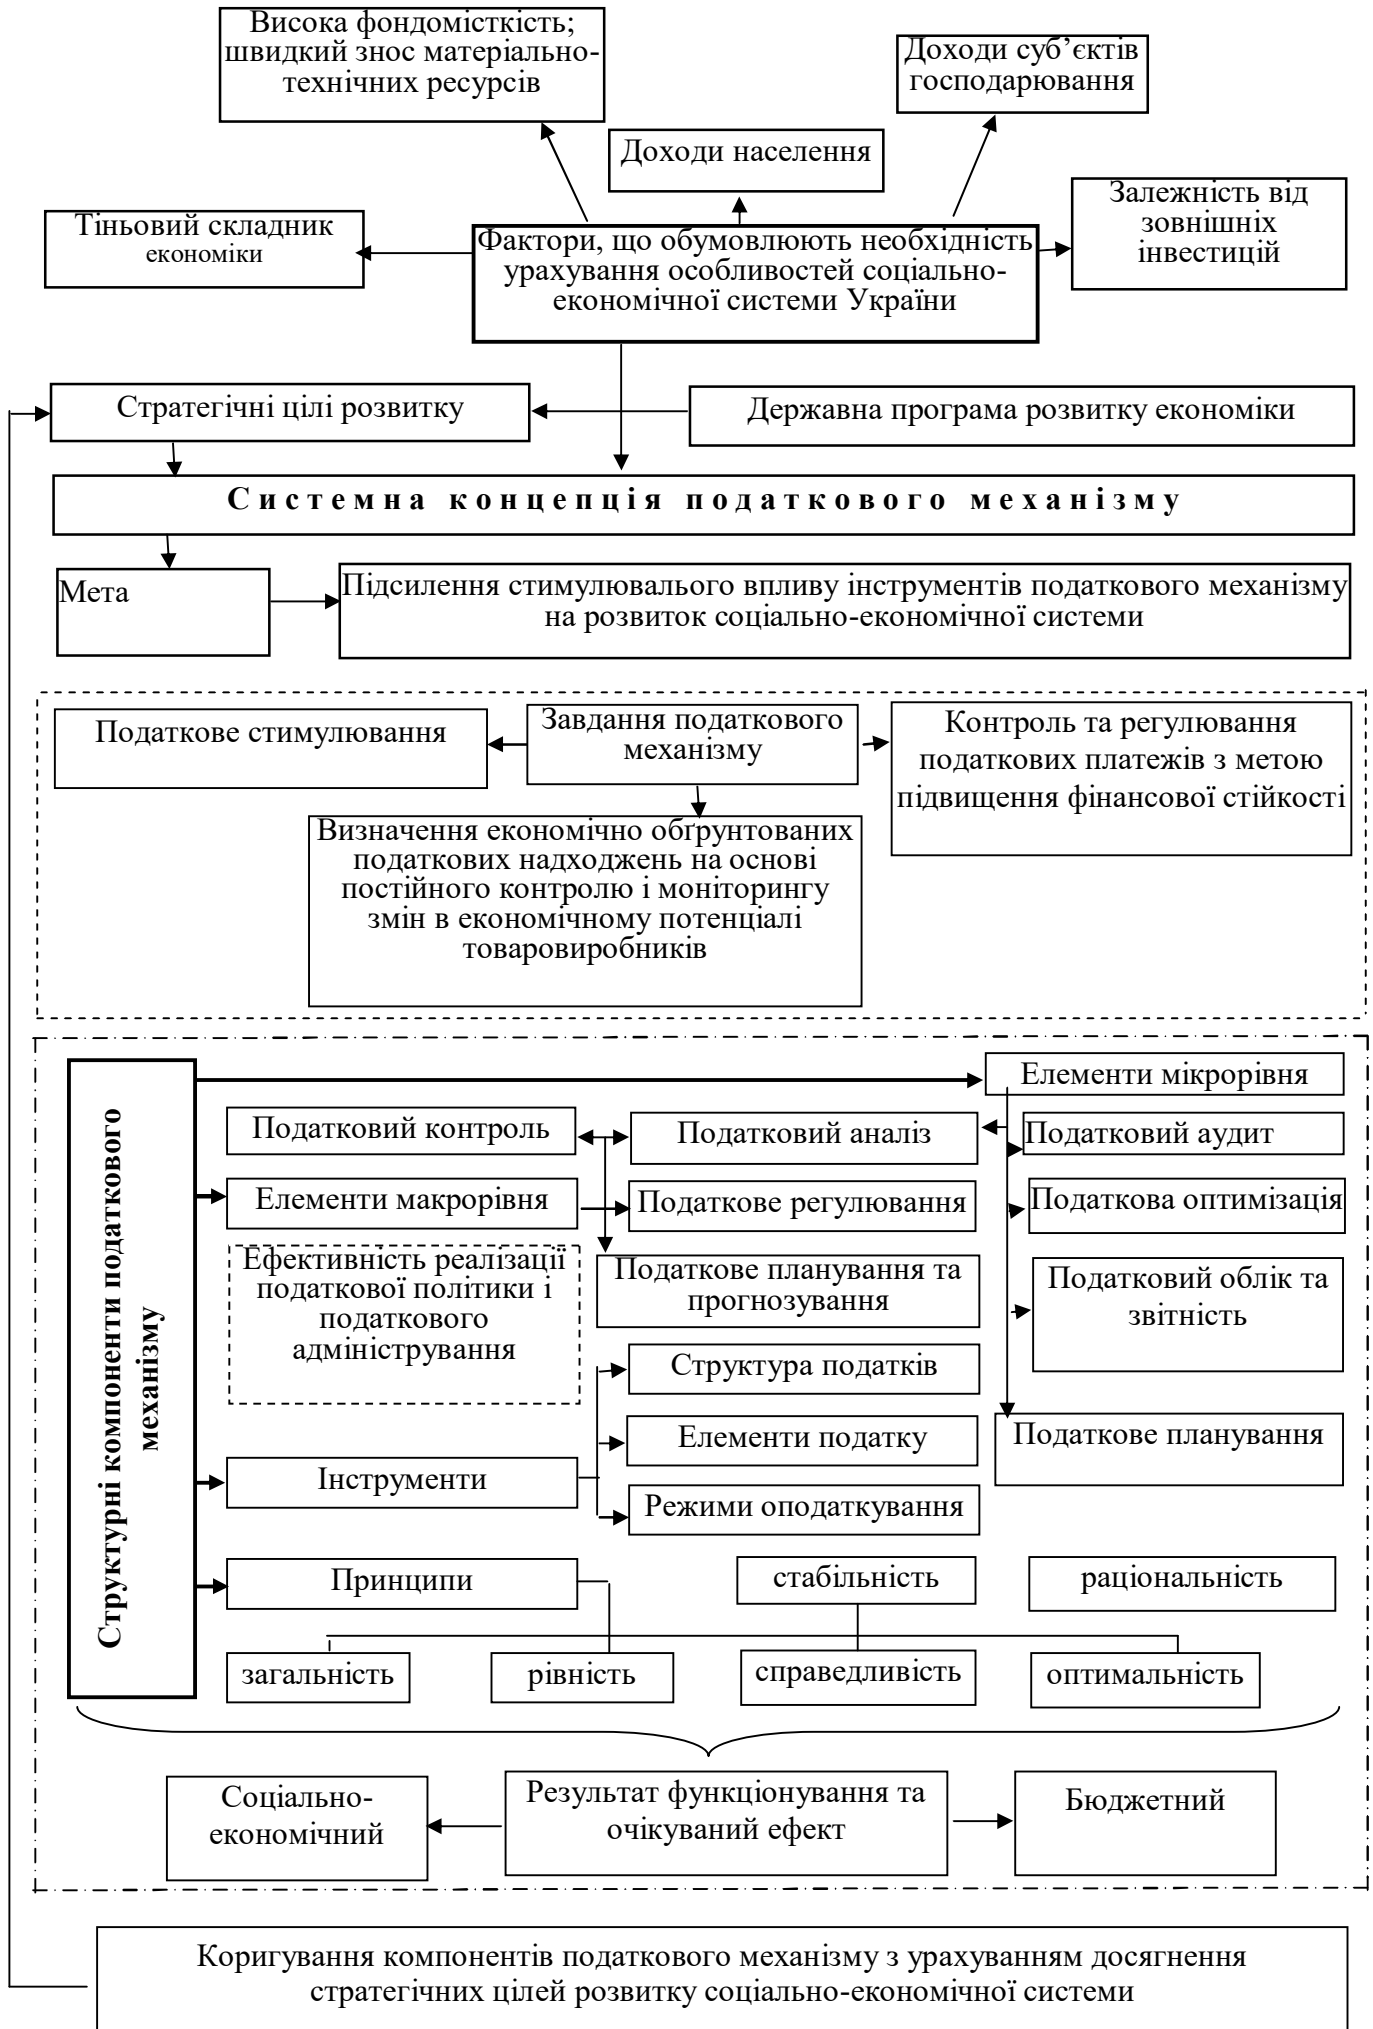 Висока фондомісткість;
швидкий знос матеріально-
технічних ресурсів
Доходи суб’єктів
господарювання
Доходи населення
Залежність від
зовнішніх
інвестицій
Тіньовий складник
економіки
Фактори, що обумовлюють необхідність
урахування особливостей соціально-
економічної системи України
Стратегічні цілі розвитку
Державна програма розвитку економіки
Системна концепція податкового механізму
Мета
Підсилення стимулювалього впливу інструментів податкового механізму
на розвиток соціально-економічної системи
Податкове стимулювання
Завдання податкового
механізму
Контроль та регулювання
податкових платежів з метою
підвищення фінансової стійкості
Визначення економічно обґрунтованих
податкових надходжень на основі
постійного контролю і моніторингу
змін в економічному потенціалі
товаровиробників
Структурні компоненти податкового
механізму
Елементи мікрорівня
Податковий контроль
Податковий аналіз
Податковий аудит
Елементи макрорівня
Податкове регулювання
Податкова оптимізація
Ефективність реалізації
податкової політики і
податкового
адміністрування
Податкове планування та
прогнозування
Податковий облік та
звітність
Структура податків
Елементи податку
Податкове планування
Інструменти
Режими оподаткування
Принципи
стабільність
раціональність
загальність
рівність
справедливість
оптимальність
Соціально-
економічний
Результат функціонування та
очікуваний ефект
Бюджетний
Коригування компонентів податкового механізму з урахуванням досягнення
стратегічних цілей розвитку соціально-економічної системи